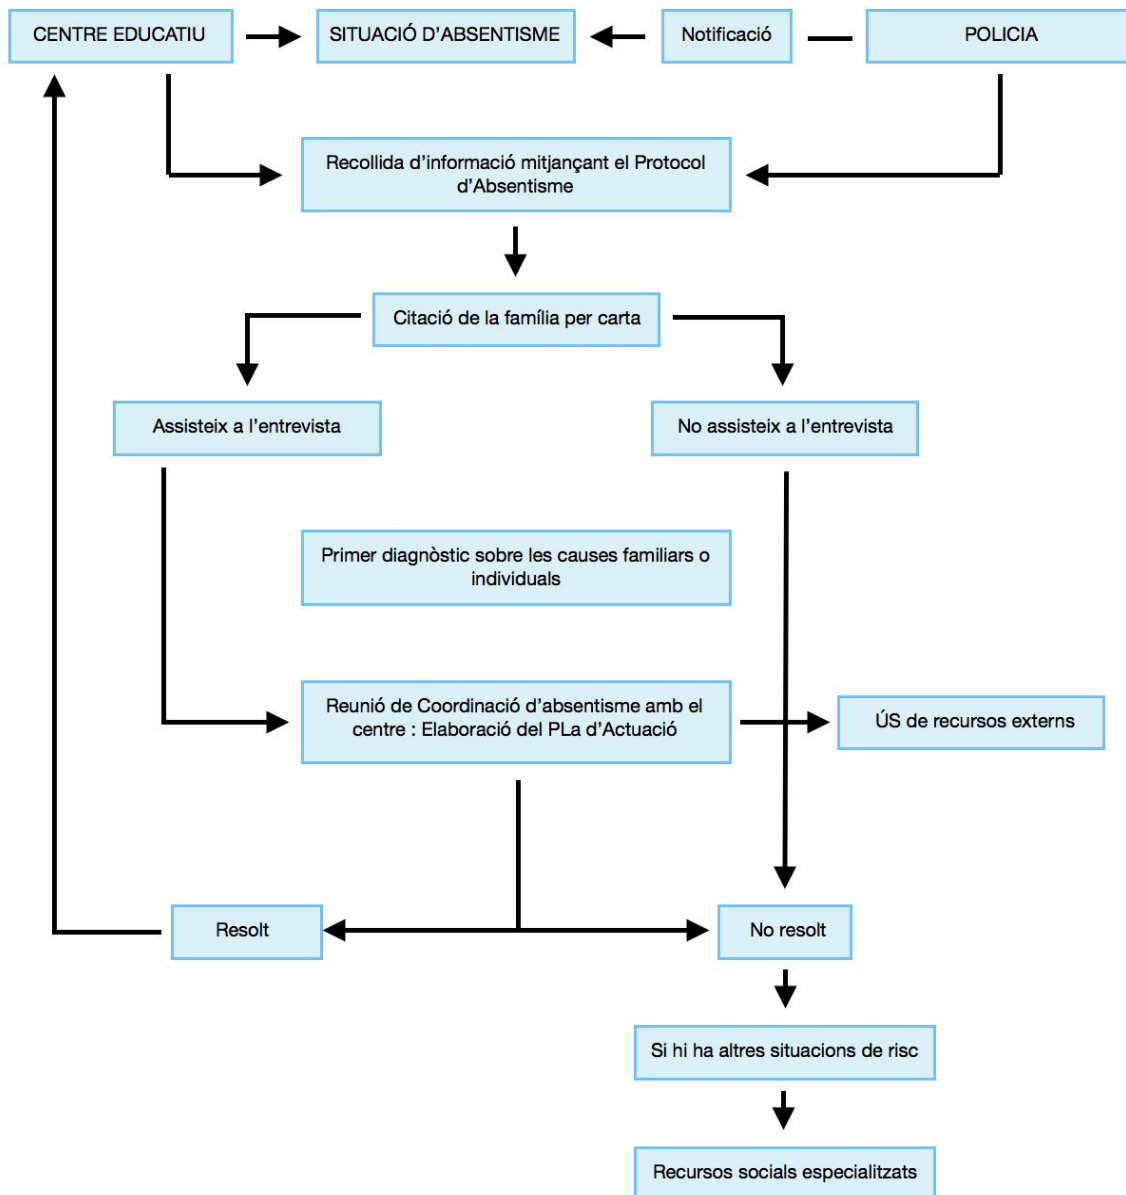 CENTRE EDUCATIU
SITUACIÓ D’ABSENTISME
Notificació
POLICIA
Recollida d’informació mitjançant el Protocol
d’Absentisme
Citació de la família per carta
Assisteix a l’entrevista
No assisteix a l’entrevista
Primer diagnòstic sobre les causes familiars o
individuals
Reunió de Coordinació d’absentisme amb el
centre : Elaboració del PLa d’Actuació
ÚS de recursos externs
Resolt
No resolt
Si hi ha altres situacions de risc
Recursos socials especialitzats